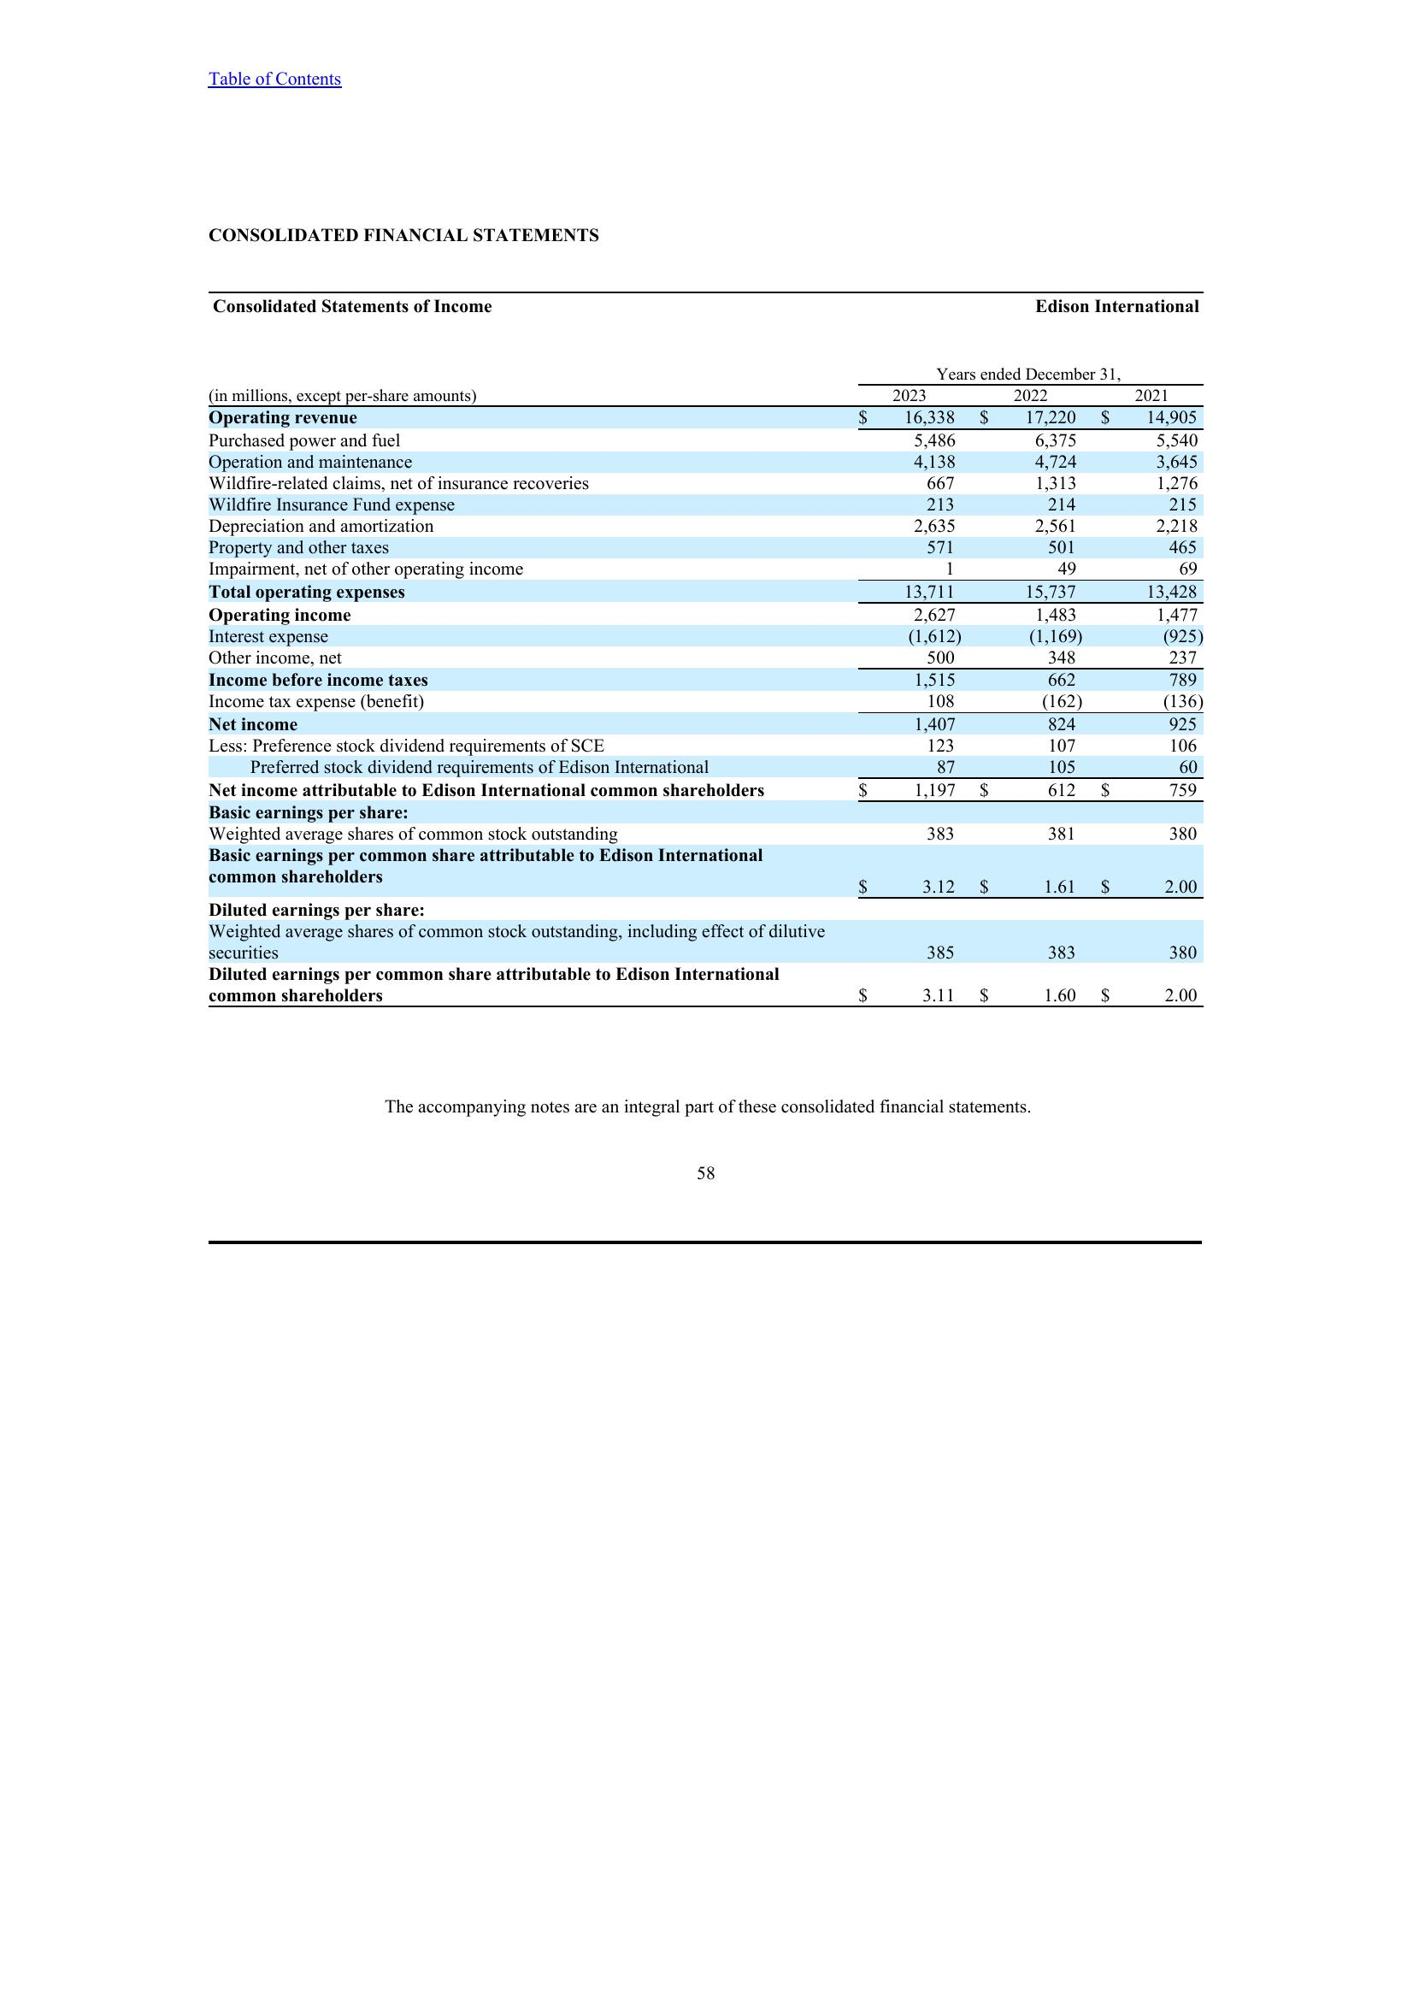 Table of Contents
CONSOLIDATED FINANCIAL STATEMENTS
Consolidated Statements of Income Edison International
Years ended December 31,
(in millions, except per-share amounts) 2023 2022 2021
Operating revenue $ 16,338 $ 17,220 $ 14,905
Purchased power and fuel 5,486 6,375 5,540
Operation and maintenance 4,138 4,724 3,645
Wildfire-related claims, net of insurance recoveries 667 1,313 1,276
Wildfire Insurance Fund expense 213 214 215
Depreciation and amortization 2,635 2,561 2,218
Property and other taxes 571 501 465
Impairment, net of other operating income 1 49 69
Total operating expenses 13,711 15,737 13,428
Operating income 2,627 1,483 1,477
Interest expense (1,612) (1,169) (925)
Other income, net 500 348 237
Income before income taxes 1,515 662 789
Income tax expense (benefit) 108 (162) (136)
Net income 1,407 824 925
Less: Preference stock dividend requirements of SCE 123 107 106
Preferred stock dividend requirements of Edison International 87 105 60
Net income attributable to Edison International common shareholders $ 1,197 $ 612 $ 759
Basic earnings per share:
Weighted average shares of common stock outstanding 383 381 380
Basic earnings per common share attributable to Edison International
common shareholders $ 3.12 $ 1.61 $ 2.00
Diluted earnings per share:
Weighted average shares of common stock outstanding, including effect of dilutive
securities 385 383 380
Diluted earnings per common share attributable to Edison International
common shareholders $ 3.11 $ 1.60 $ 2.00
The accompanying notes are an integral part of these consolidated financial statements.
58